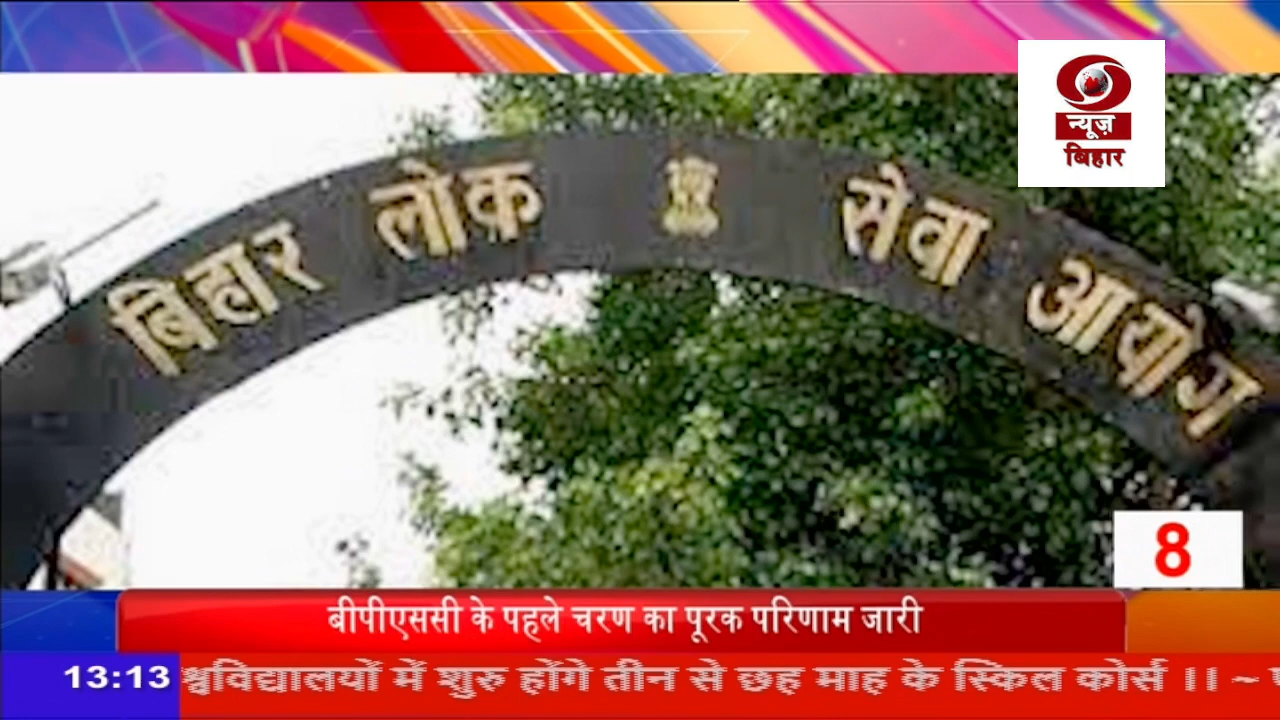 न्यूज़
बिहार
बिहार लोक सेवा आयोग
8
बीपीएससी के पहले चरण का पूरक परिणाम जारी
13:13
श्वविद्यालयों में शुरु होंगे तीन से छह माह के स्किल कोर्स ।। ~